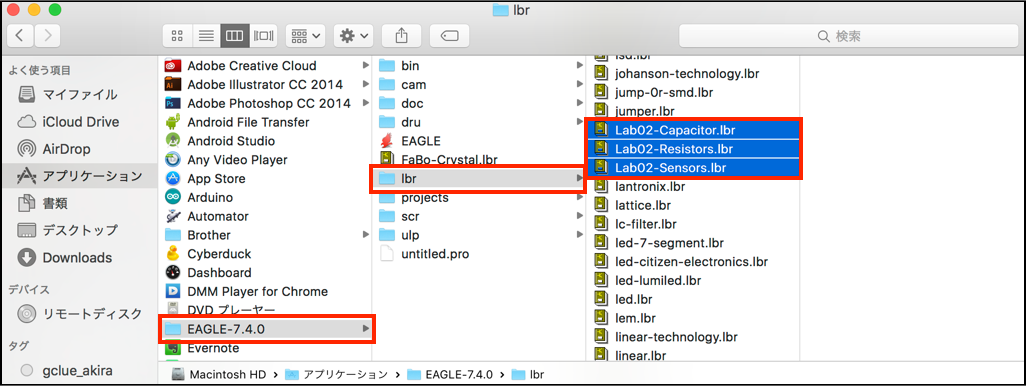 lbr
検索
よく使う項目
マイファイル
iCloud Drive
AirDrop
アプリケーション
書類
デスクトップ
Downloads
デバイス
リモートディスク
タグ
gclue_akira
Adobe Creative Cloud
Adobe Illustrator CC 2014
Adobe Photoshop CC 2014
Android File Transfer
Android Studio
Any Video Player
App Store
Arduino
Automator
Brother
Cyberduck
Dashboard
DMM Player for Chrome
DVD プレーヤー
EAGLE-7.4.0
Evernote
bin
cam
doc
dru
EAGLE
FaBo-Crystal.lbr
lbr
projects
scr
ulp
untitled.pro
johanson-technology.lbr
jump-0r-smd.lbr
jumper.lbr
Lab02-Capacitor.lbr
Lab02-Resistors.lbr
Lab02-Sensors.lbr
lantronix.lbr
lattice.lbr
lc-filter.lbr
led-7-segment.lbr
led-citizen-electronics.lbr
led-lumiled.lbr
led.lbr
lem.lbr
linear-technology.lbr
linear.lbr
Macintosh HD › アプリケーション › EAGLE-7.4.0 › lbr